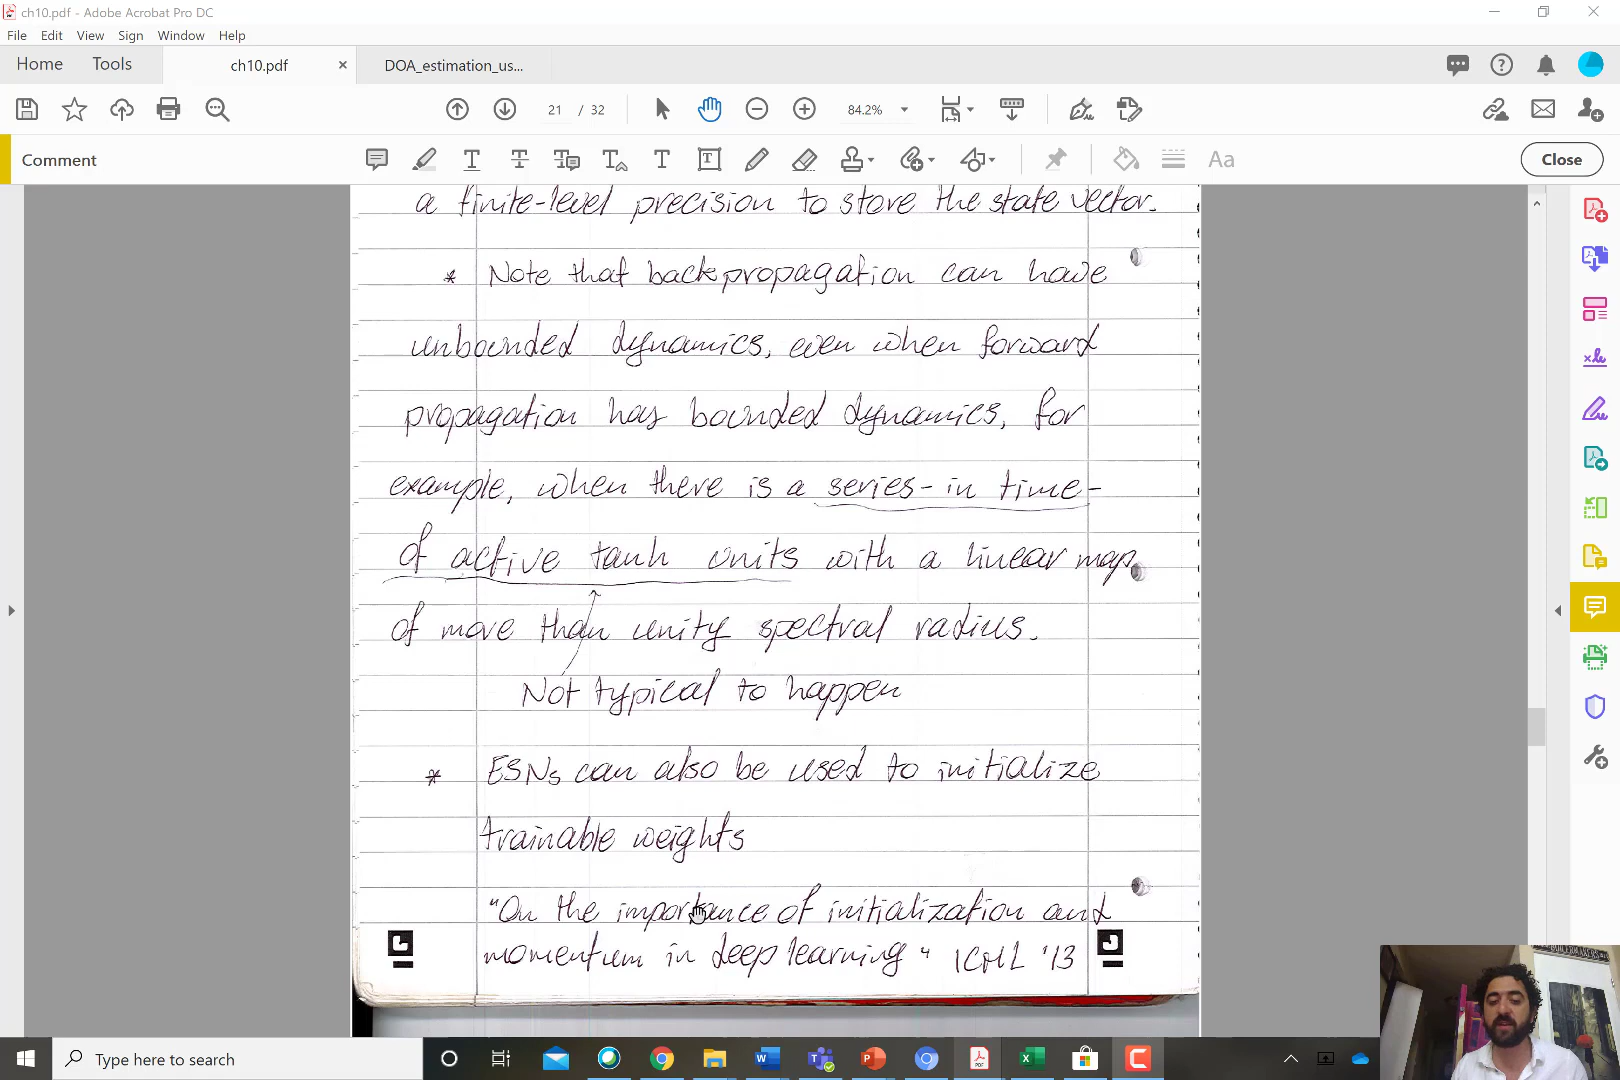 ch10.pdf - Adobe Acrobat Pro DC
File Edit View Sign Window Help
Home Tools ch10.pdf × DOA_estimation_us...
21 / 32 84.2%
Comment Close
a finite-level precision to store the state vector.
* Note that backpropagation can have
unbounded dynamics, even when forward
propagation has bounded dynamics, for
example, when there is a series - in time -
of active tanh units with a linear map
of more than unity spectral radius.
Not typical to happen
* ESNs can also be used to initialize
trainable weights
"On the importance of initialization and
momentum in deep learning" ICML '13
Type here to search